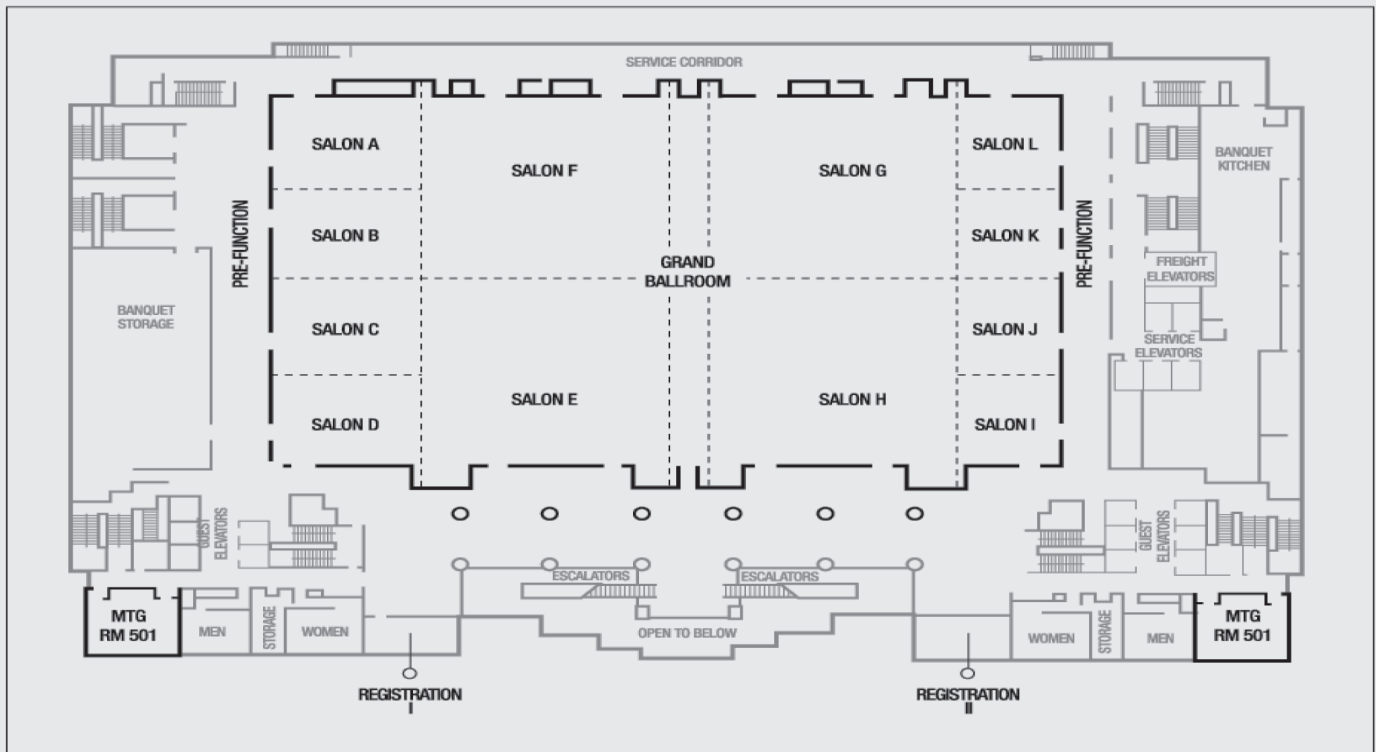 SERVICE CORRIDOR
SALON A
SALON L
SALON F
SALON G
BANQUET
KITCHEN
PRE-FUNCTION
SALON B
SALON K
PRE-FUNCTION
GRAND
BALLROOM
FREIGHT
ELEVATORS
BANQUET
STORAGE
SALON C
SALON J
SERVICE
ELEVATORS
SALON E
SALON H
SALON D
SALON I
GUEST
ELEVATORS
GUEST
ELEVATORS
ESCALATORS
ESCALATORS
MTG
RM 501
MEN
STORAGE
WOMEN
OPEN TO BELOW
WOMEN
STORAGE
MEN
MTG
RM 501
REGISTRATION
I
REGISTRATION
II